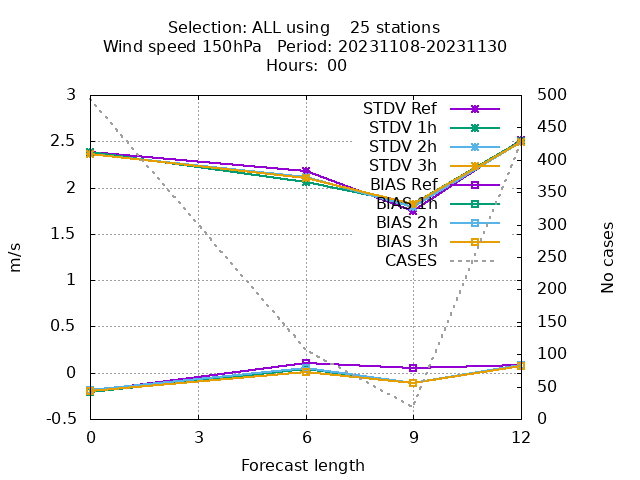 Selection: ALL using    25 stations
Wind speed 150hPa   Period: 20231108-20231130
Hours:  00
3
2.5
2
1.5
1
0.5
0
-0.5
m/s
500
450
400
350
300
250
200
150
100
50
0
No cases
STDV Ref
STDV 1h
STDV 2h
STDV 3h
BIAS Ref
BIAS 1h
BIAS 2h
BIAS 3h
CASES
0 3 6 9 12
Forecast length